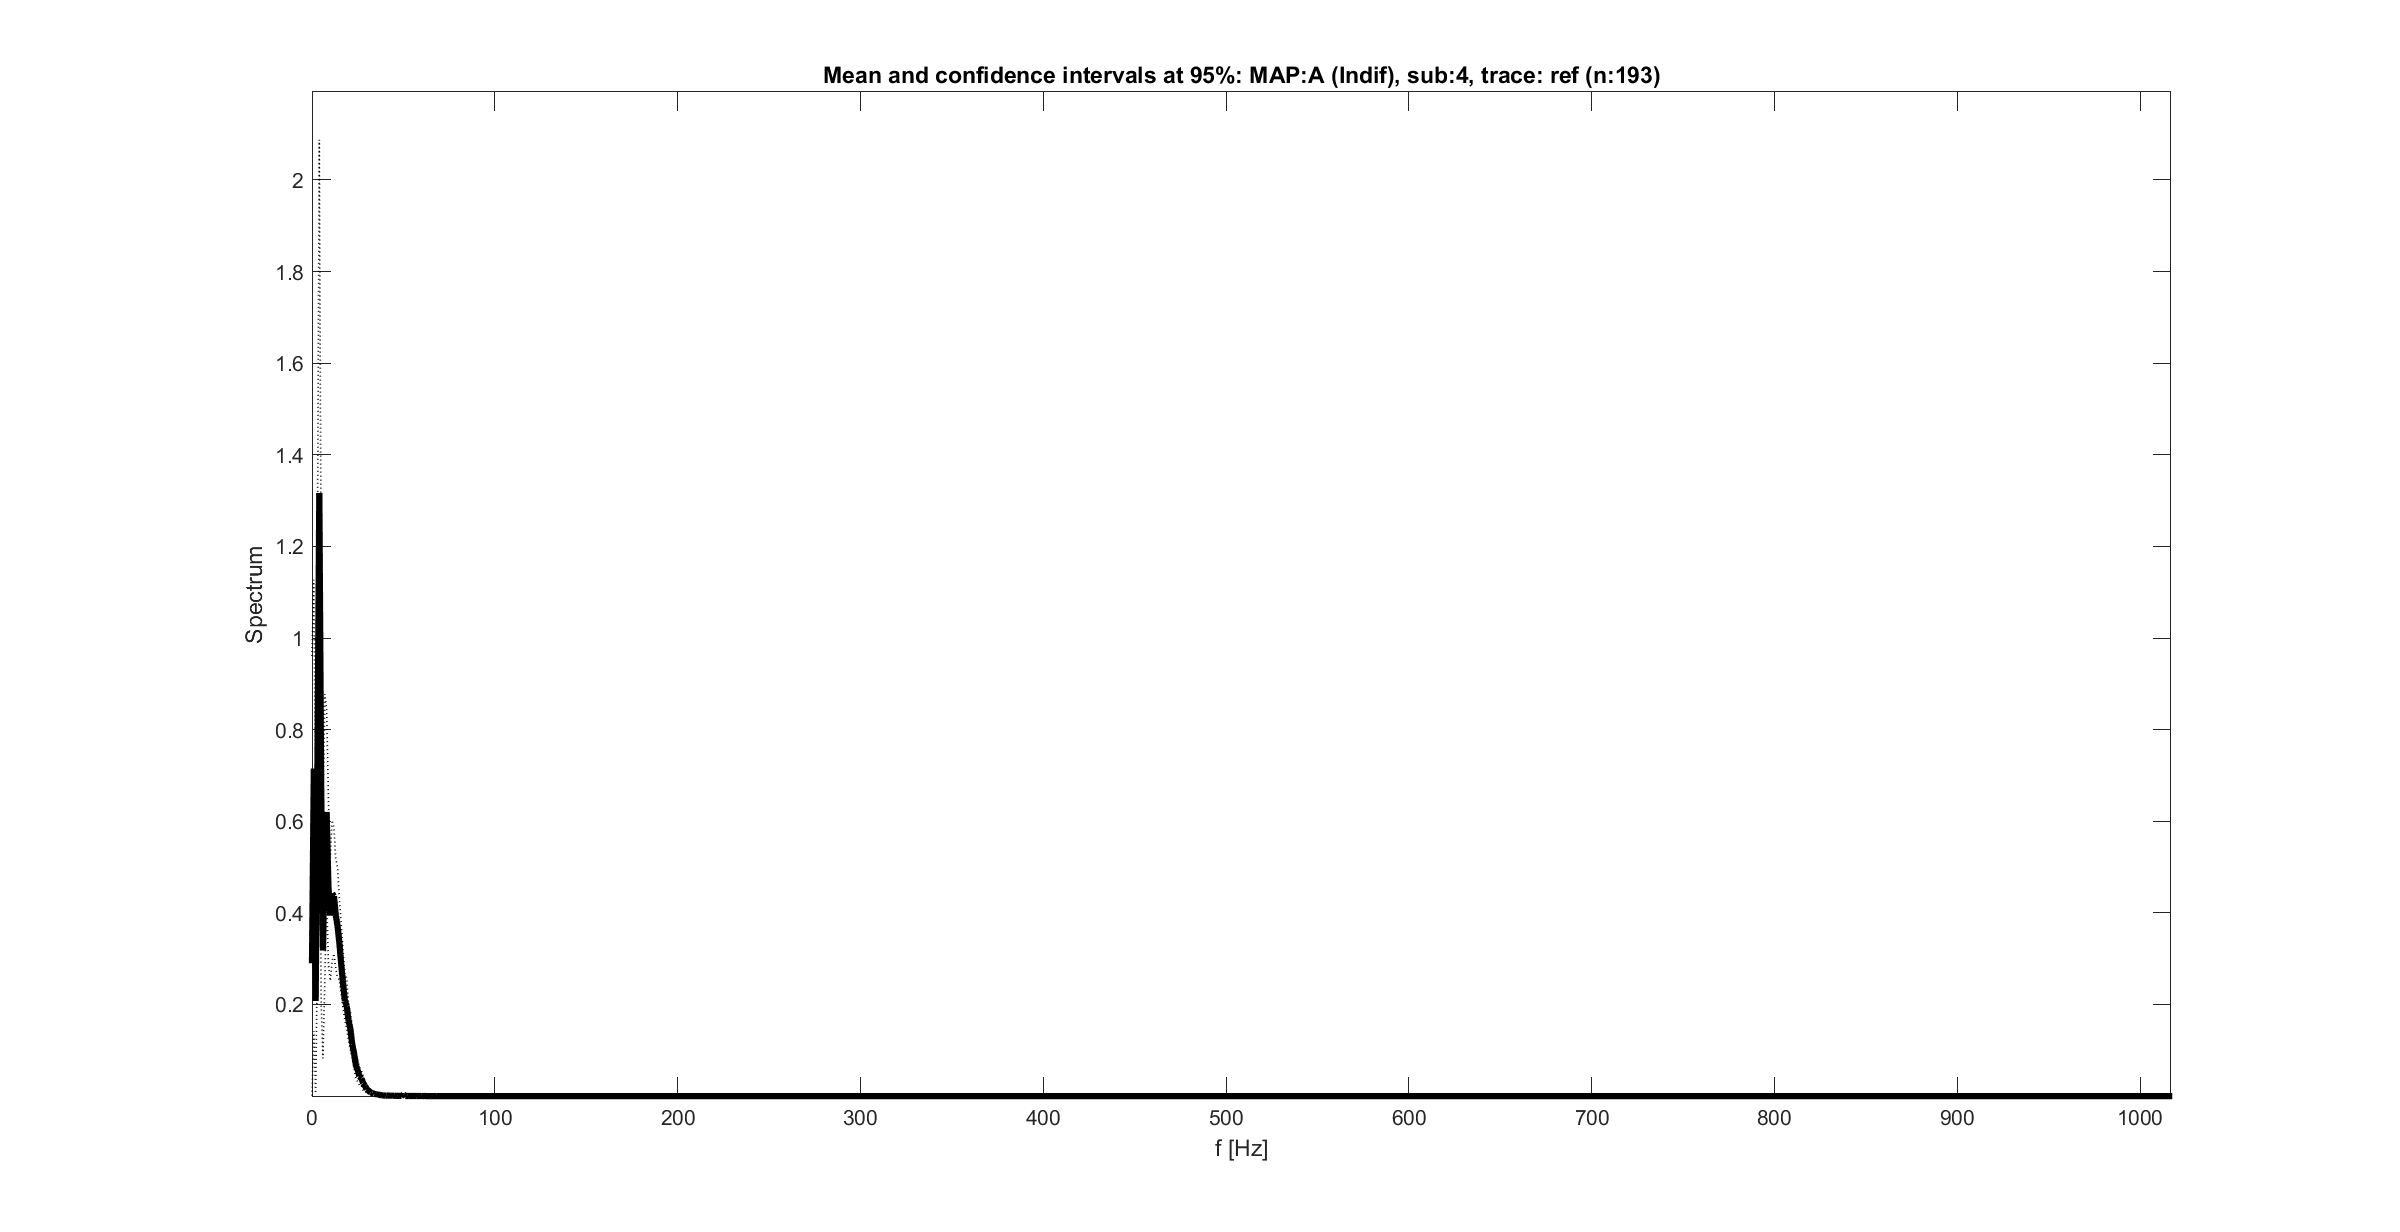 Mean and confidence intervals at 95%: MAP:A (Indif), sub:4, trace: ref (n:193)
2
1.8
1.6
1.4
1.2
1
0.8
0.6
0.4
0.2
Spectrum
0 100 200 300 400 500 600 700 800 900 1000
f [Hz]